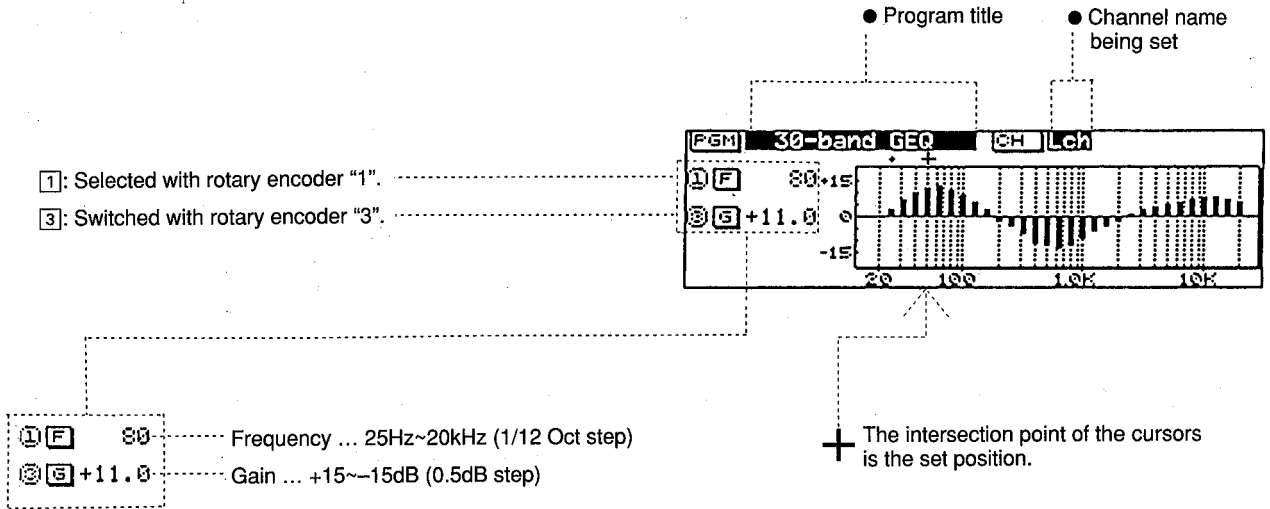 ● Program title
● Channel name
being set
PGM 30-band GEQ CH Lch
① F 80
③ G +11.0
+15
0
-15
20 100 1.0K 10K
1: Selected with rotary encoder “1”.
3: Switched with rotary encoder “3”.
① F 80
Frequency ... 25Hz~20kHz (1/12 Oct step)
③ G +11.0
Gain ... +15~–15dB (0.5dB step)
The intersection point of the cursors
is the set position.